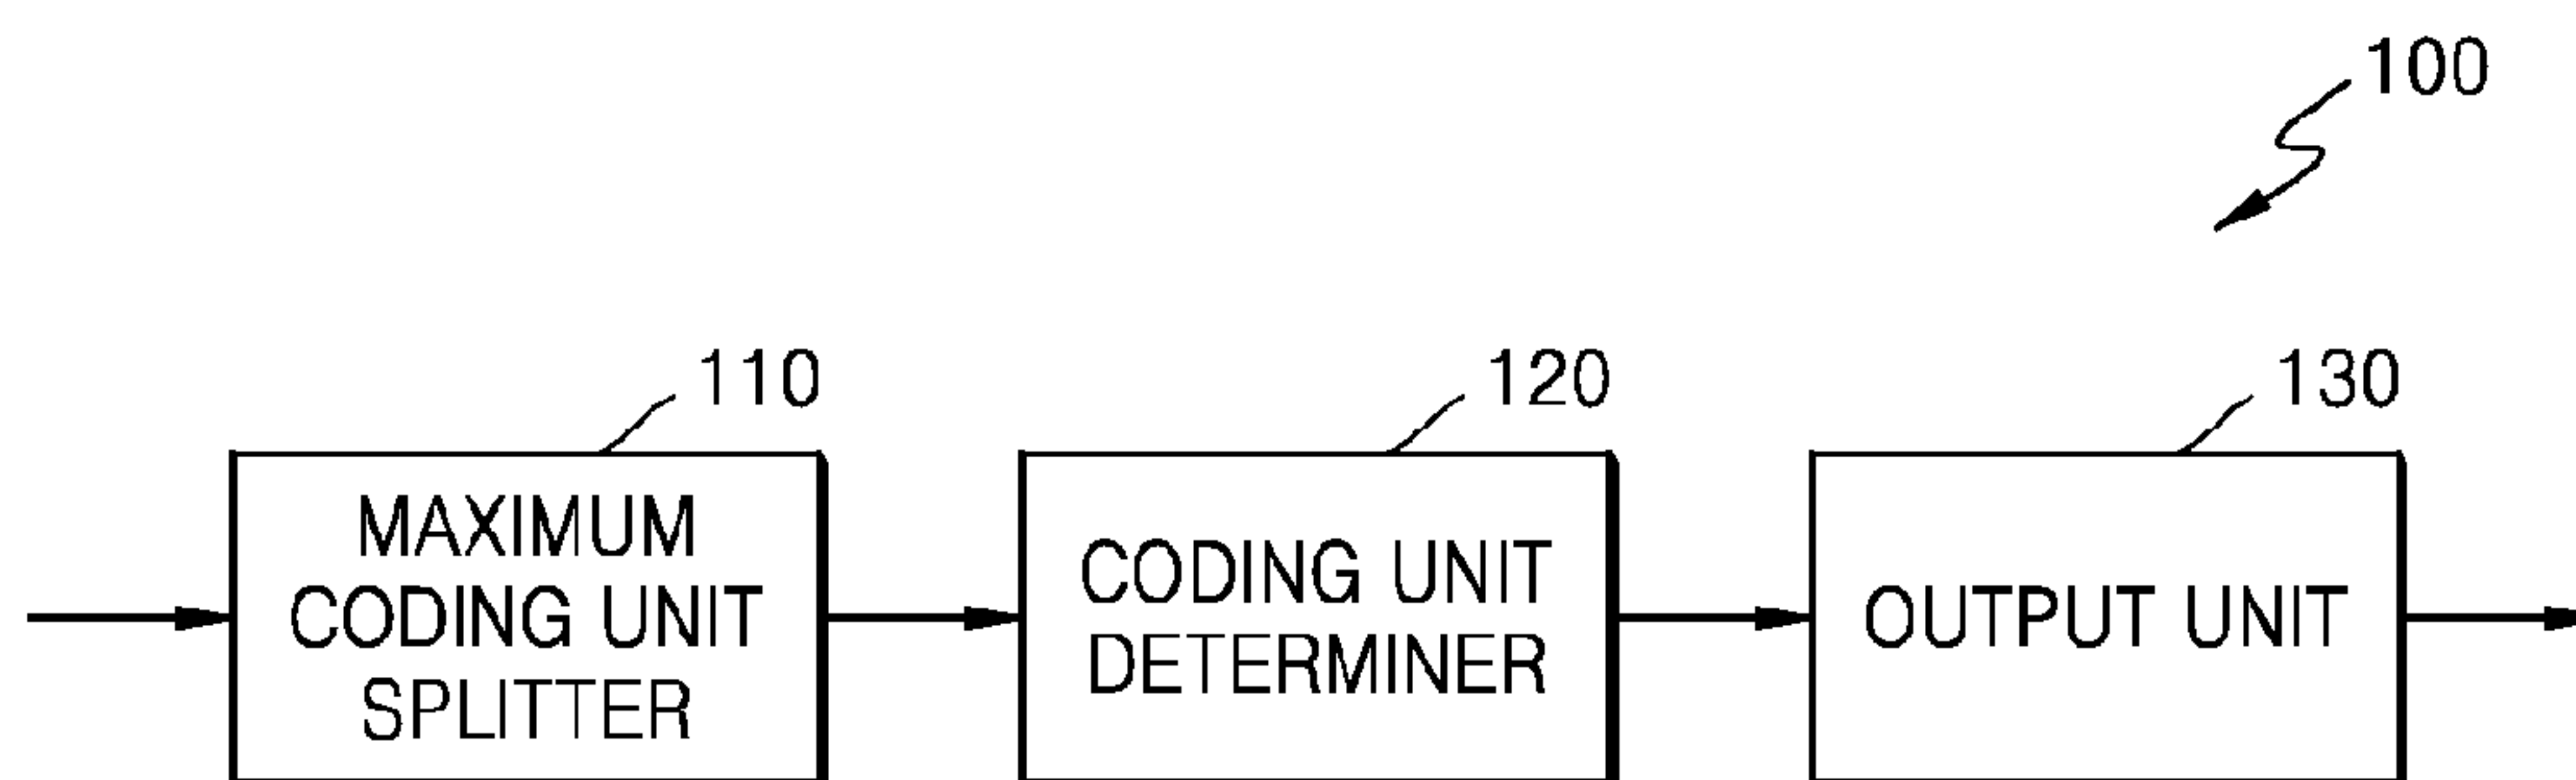 100
110
120
130
MAXIMUM
CODING UNIT
SPLITTER
CODING UNIT
DETERMINER
OUTPUT UNIT